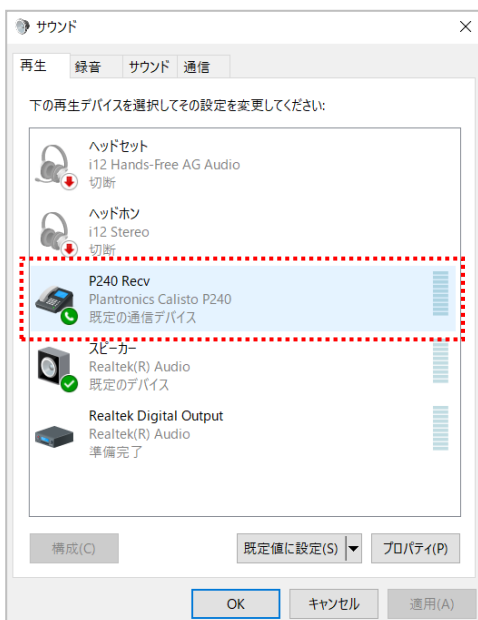 サウンド
再生 録音 サウンド 通信
下の再生デバイスを選択してその設定を変更してください:
ヘッドセット
i12 Hands-Free AG Audio
切断
ヘッドホン
i12 Stereo
切断
P240 Recv
Plantronics Calisto P240
既定の通信デバイス
スピーカー
Realtek(R) Audio
既定のデバイス
Realtek Digital Output
Realtek(R) Audio
準備完了
構成(C) 既定値に設定(S) プロパティ(P)
OK キャンセル 適用(A)